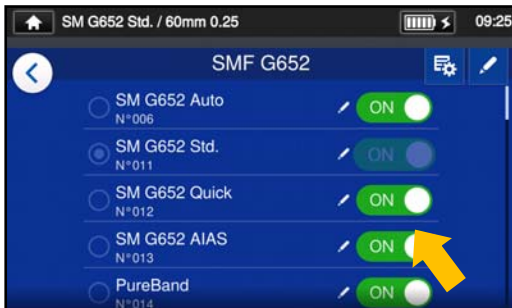 SM G652 Std. / 60mm 0.25 09:25
SMF G652
SM G652 Auto ON
N°006
SM G652 Std. ON
N°011
SM G652 Quick ON
N°012
SM G652 AIAS ON
N°013
PureBand ON
N°014